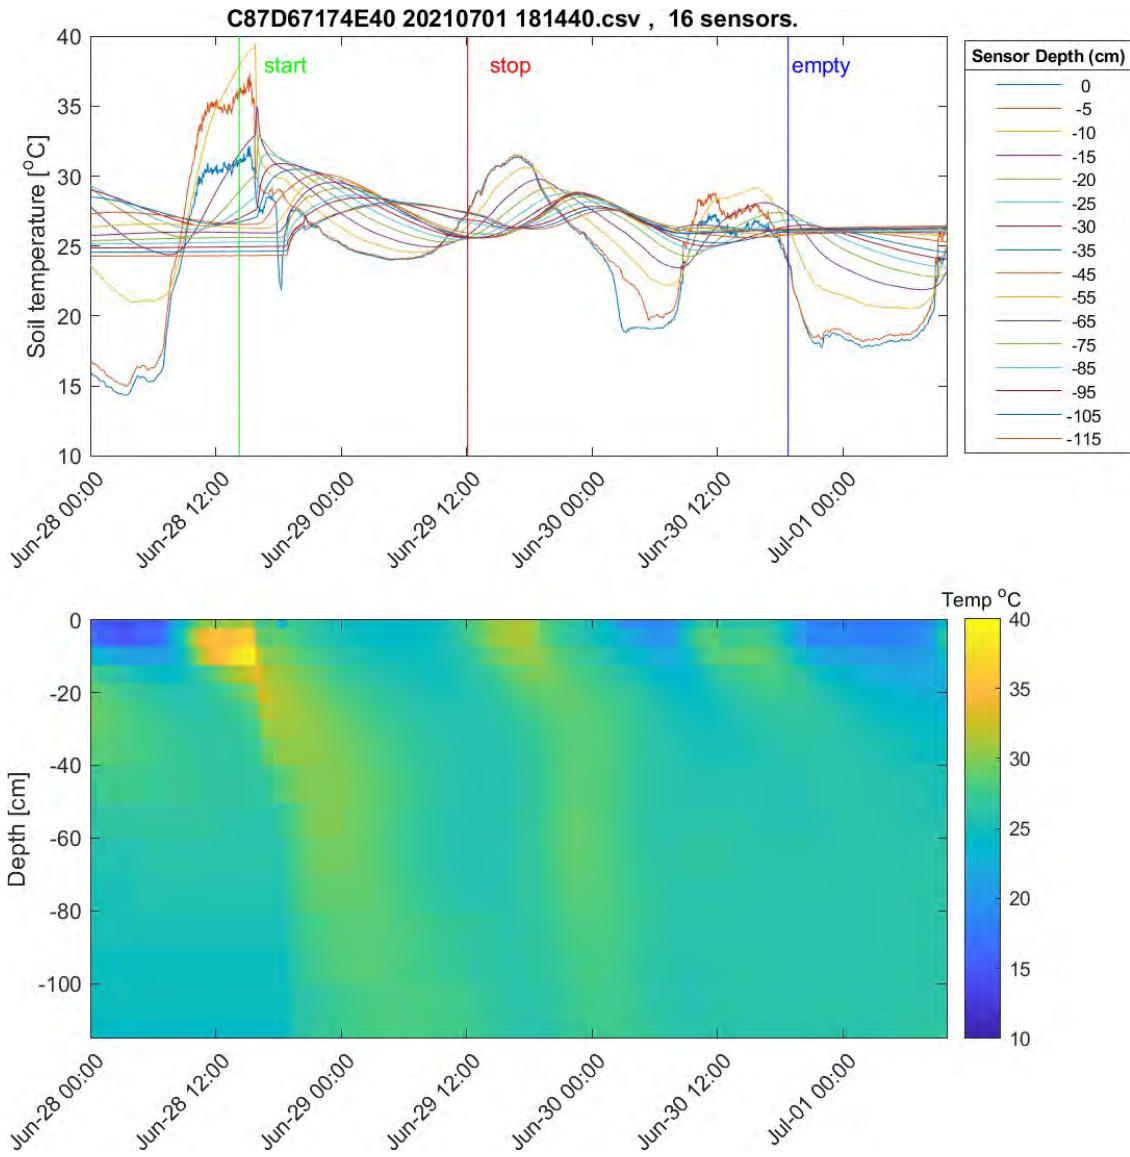 C87D67174E40 20210701 181440.csv , 16 sensors.
Soil temperature [°C]
40
35
30
25
20
15
10
start
stop
empty
Jun-28 00:00
Jun-28 12:00
Jun-29 00:00
Jun-29 12:00
Jun-30 00:00
Jun-30 12:00
Jul-01 00:00
Sensor Depth (cm)
0
-5
-10
-15
-20
-25
-30
-35
-45
-55
-65
-75
-85
-95
-105
-115
Depth [cm]
0
-20
-40
-60
-80
-100
Jun-28 00:00
Jun-28 12:00
Jun-29 00:00
Jun-29 12:00
Jun-30 00:00
Jun-30 12:00
Jul-01 00:00
Temp °C
40
35
30
25
20
15
10